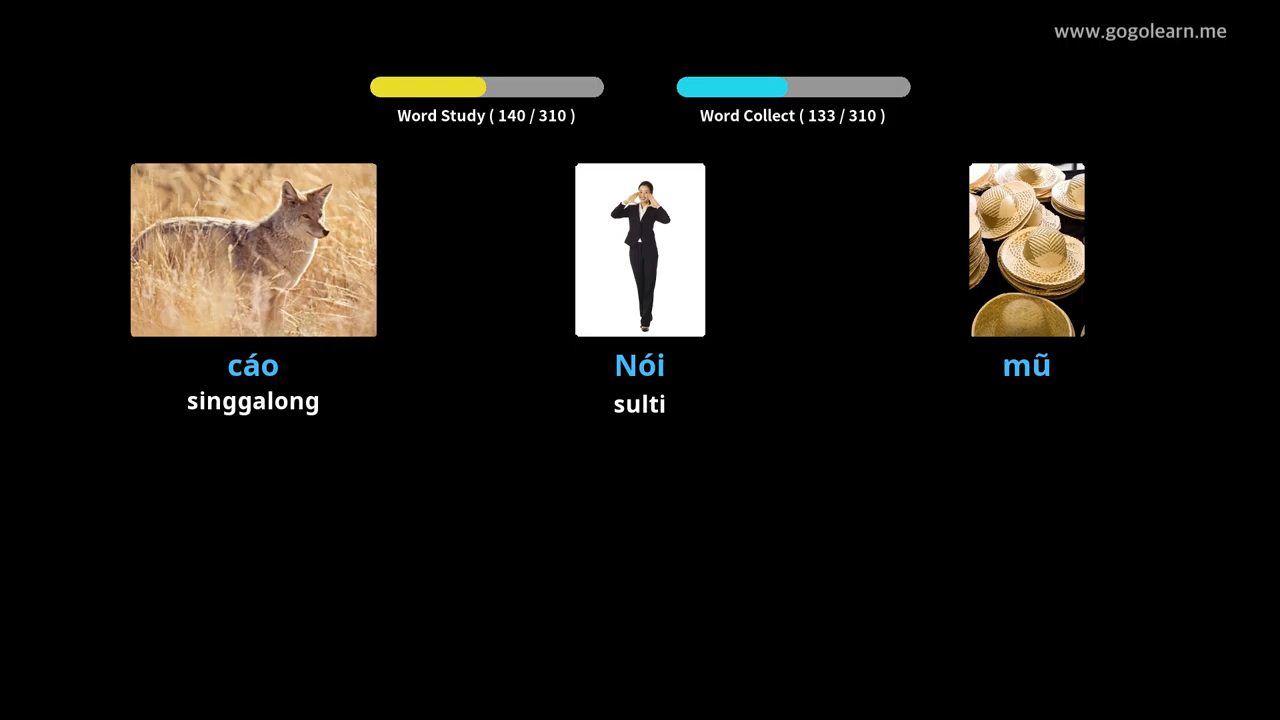 www.gogolearn.me
Word Study ( 140 / 310 )
Word Collect ( 133 / 310 )
cáo
singgalong
Nói
sulti
mũ